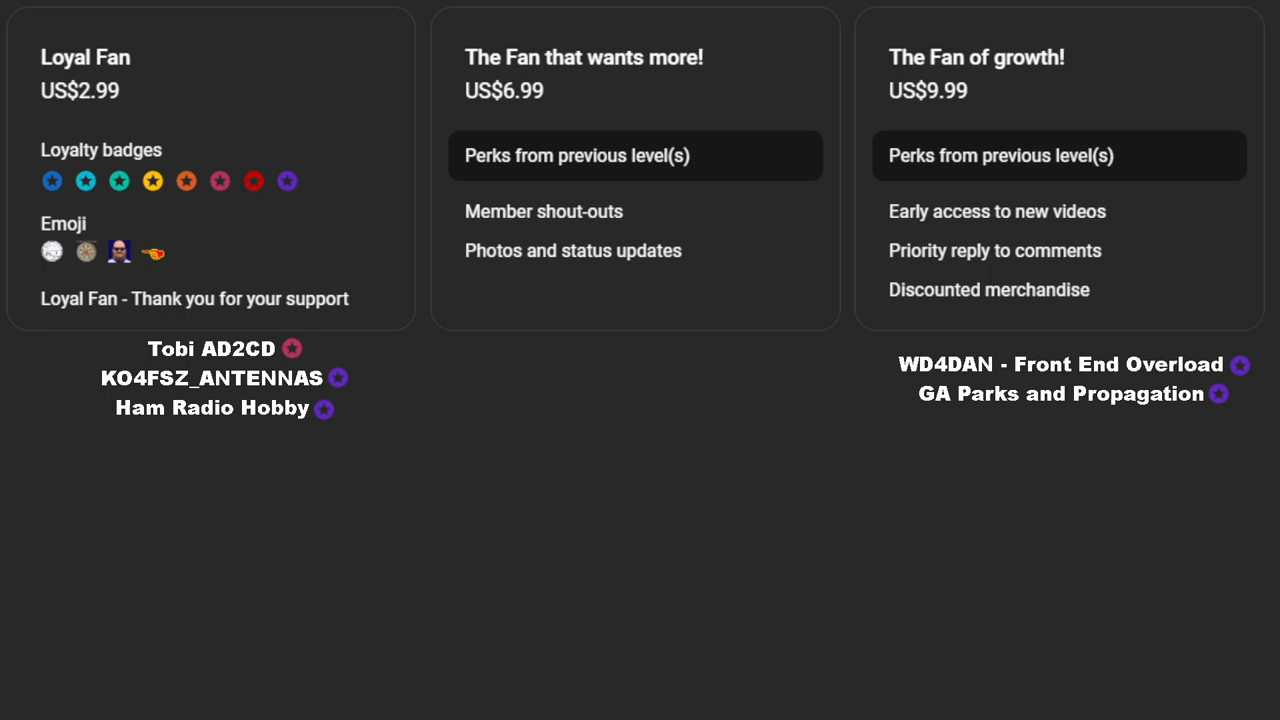 Loyal Fan
US$2.99
Loyalty badges
Emoji
Loyal Fan - Thank you for your support
Tobi AD2CD
KO4FSZ_ANTENNAS
Ham Radio Hobby
The Fan that wants more!
US$6.99
Perks from previous level(s)
Member shout-outs
Photos and status updates
The Fan of growth!
US$9.99
Perks from previous level(s)
Early access to new videos
Priority reply to comments
Discounted merchandise
WD4DAN - Front End Overload
GA Parks and Propagation